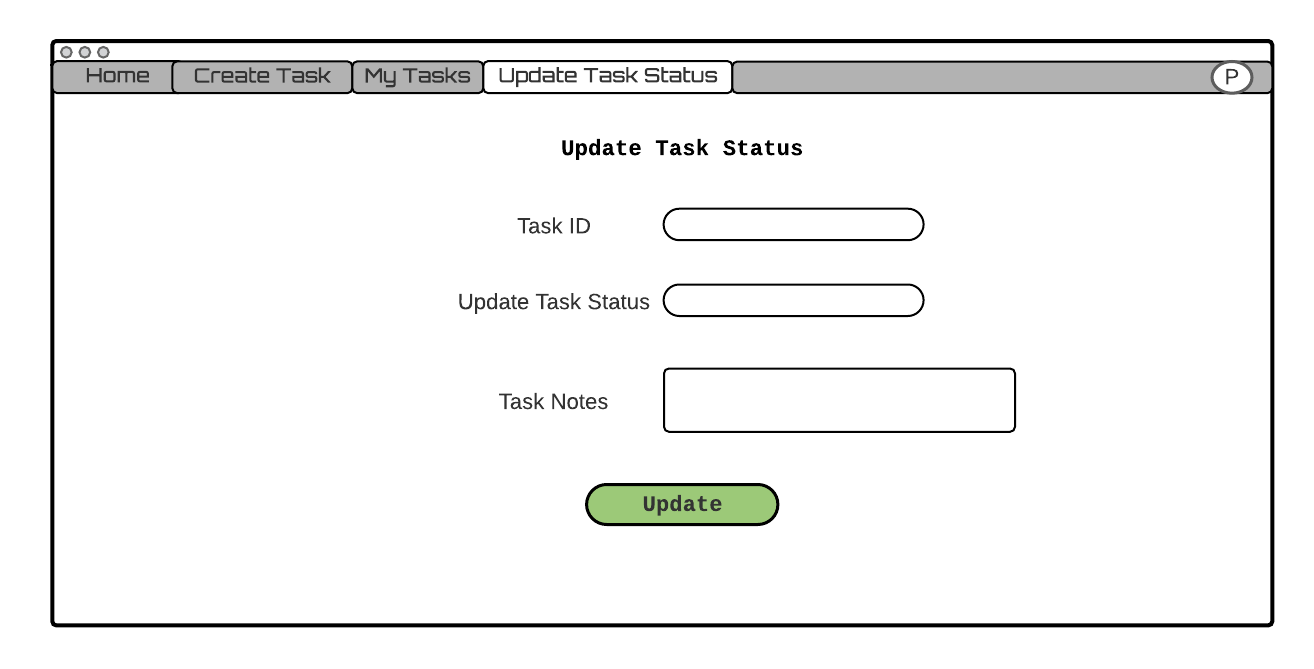 Home Create Task My Tasks Update Task Status P
Update Task Status
Task ID
Update Task Status
Task Notes
Update